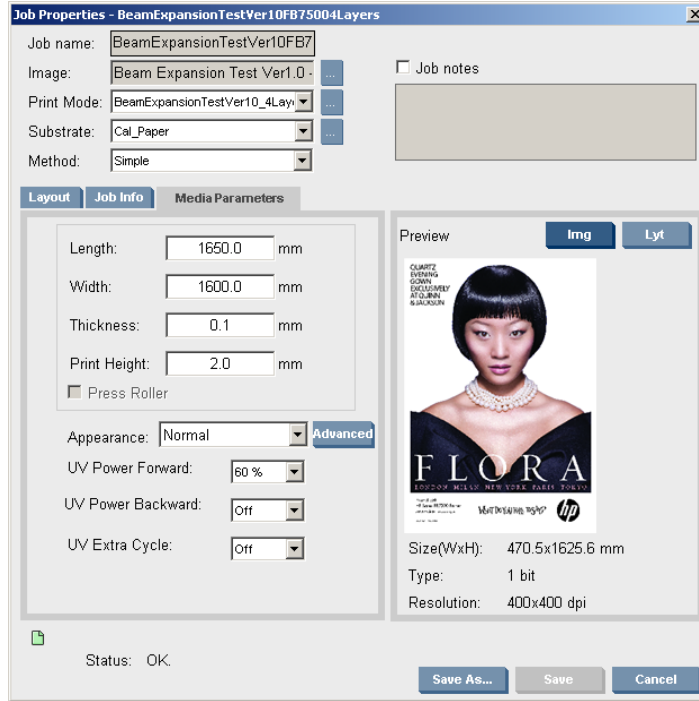 Job Properties - BeamExpansionTestVer10FB75004Layers
Job name: BeamExpansionTestVer10FB7
Image: Beam Expansion Test Ver1.0 - ...
Job notes
Print Mode: BeamExpansionTestVer10_4Lay ...
Substrate: Cal_Paper ...
Method: Simple
Layout Job Info Media Parameters
Length: 1650.0 mm
Width: 1600.0 mm
Thickness: 0.1 mm
Print Height: 2.0 mm
Press Roller
Appearance: Normal Advanced
UV Power Forward: 60 %
UV Power Backward: Off
UV Extra Cycle: Off
Preview Img Lyt
QUARTZ
EVENING
GOWN
EXCLUSIVELY
AT QUINN
& JACKSON
FLORA
LONDON MILAN NEW YORK PARIS TOKYO
hp
Size(WxH): 470.5x1625.6 mm
Type: 1 bit
Resolution: 400x400 dpi
Status: OK.
Save As... Save Cancel